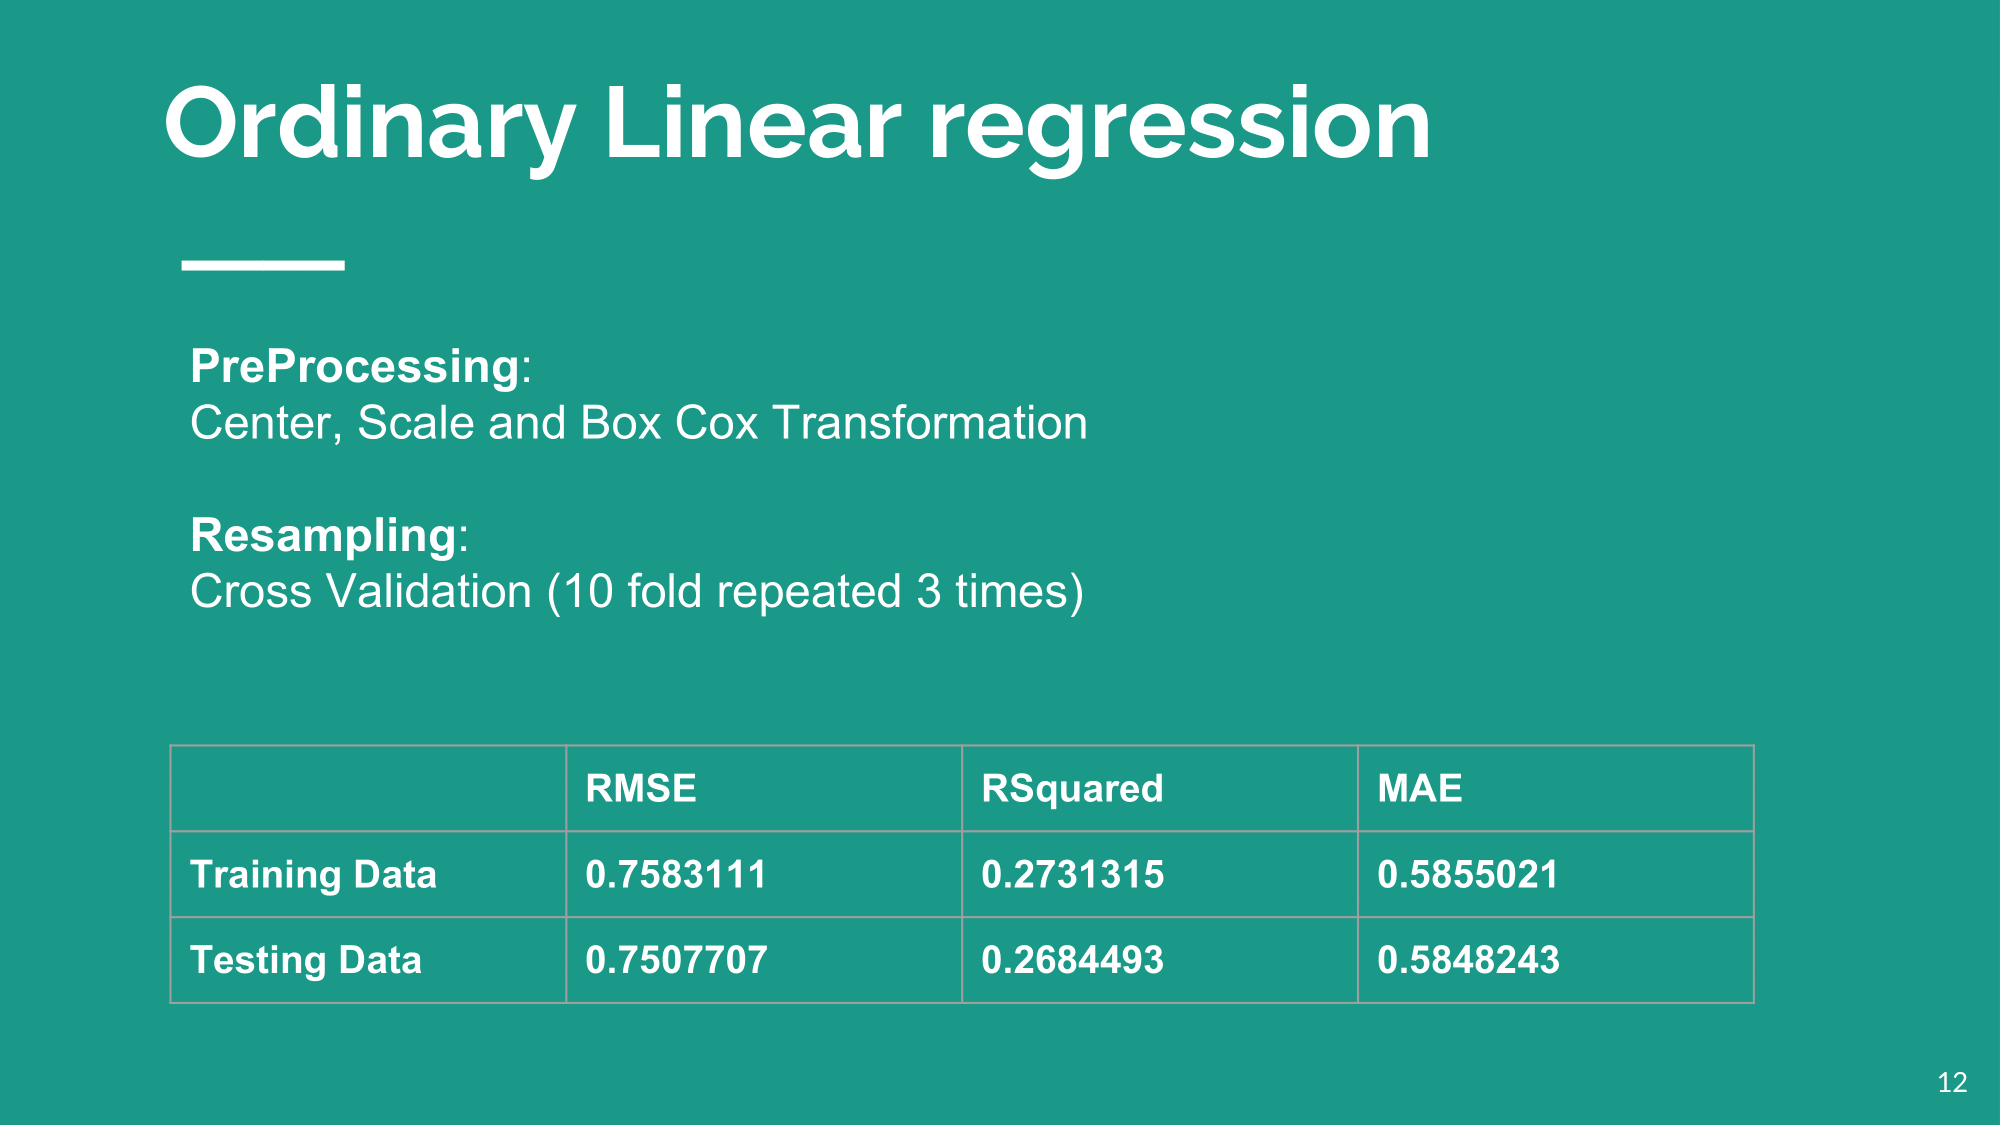 Ordinary Linear regression
PreProcessing:
Center, Scale and Box Cox Transformation
Resampling:
Cross Validation (10 fold repeated 3 times)
RMSE RSquared MAE
Training Data 0.7583111 0.2731315 0.5855021
Testing Data 0.7507707 0.2684493 0.5848243
12